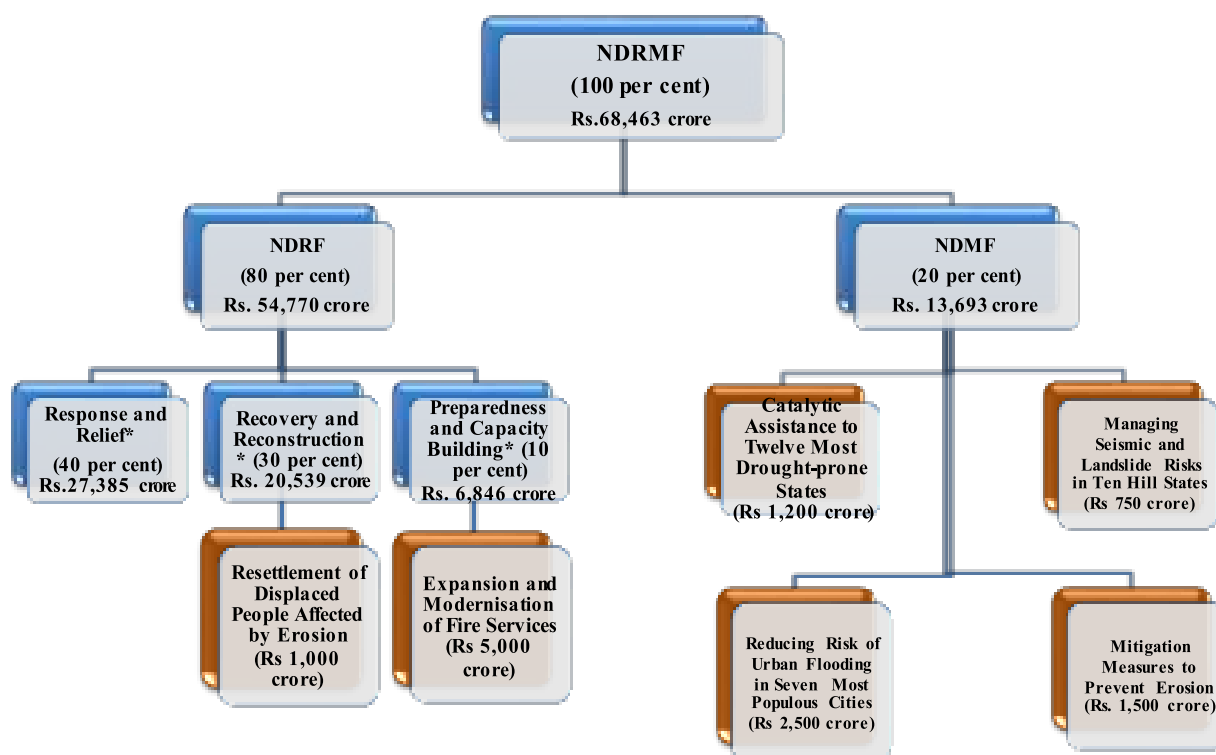 NDRMF
(100 per cent)
Rs.68,463 crore
NDRF
(80 per cent)
Rs. 54,770 crore
NDMF
(20 per cent)
Rs. 13,693 crore
Response and
Relief*
(40 per cent)
Rs.27,385 crore
Recovery and
Reconstruction
* (30 per cent)
Rs. 20,539 crore
Preparedness
and Capacity
Building* (10
per cent)
Rs. 6,846 crore
Catalytic
Assistance to
Twelve Most
Drought-prone
States
(Rs 1,200 crore)
Managing
Seismic and
Landslide Risks
in Ten Hill States
(Rs 750 crore)
Resettlement of
Displaced
People Affected
by Erosion
(Rs 1,000
crore)
Expansion and
Modernisation
of Fire Services
(Rs 5,000
crore)
Reducing Risk of
Urban Flooding
in Seven Most
Populous Cities
(Rs 2,500 crore)
Mitigation
Measures to
Prevent Erosion
(Rs. 1,500 crore)